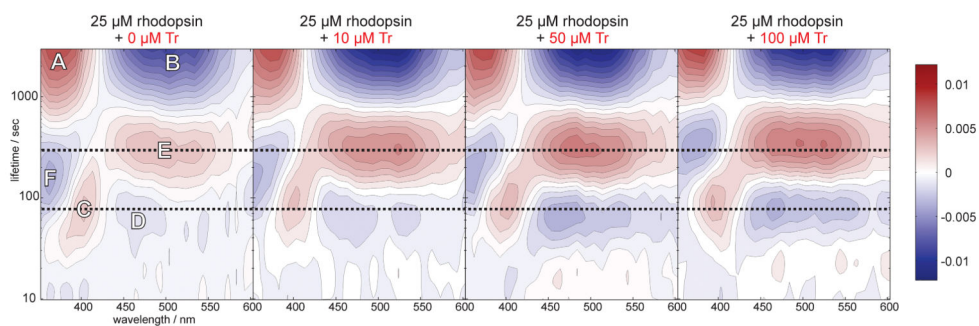 25 µM rhodopsin
+ 0 µM Tr
25 µM rhodopsin
+ 10 µM Tr
25 µM rhodopsin
+ 50 µM Tr
25 µM rhodopsin
+ 100 µM Tr
lifetime / sec
1000
100
10
A
B
E
F
C
D
400 450 500 550 600
400 450 500 550 600
400 450 500 550 600
400 450 500 550 600
wavelength / nm
0.01
0.005
0
-0.005
-0.01